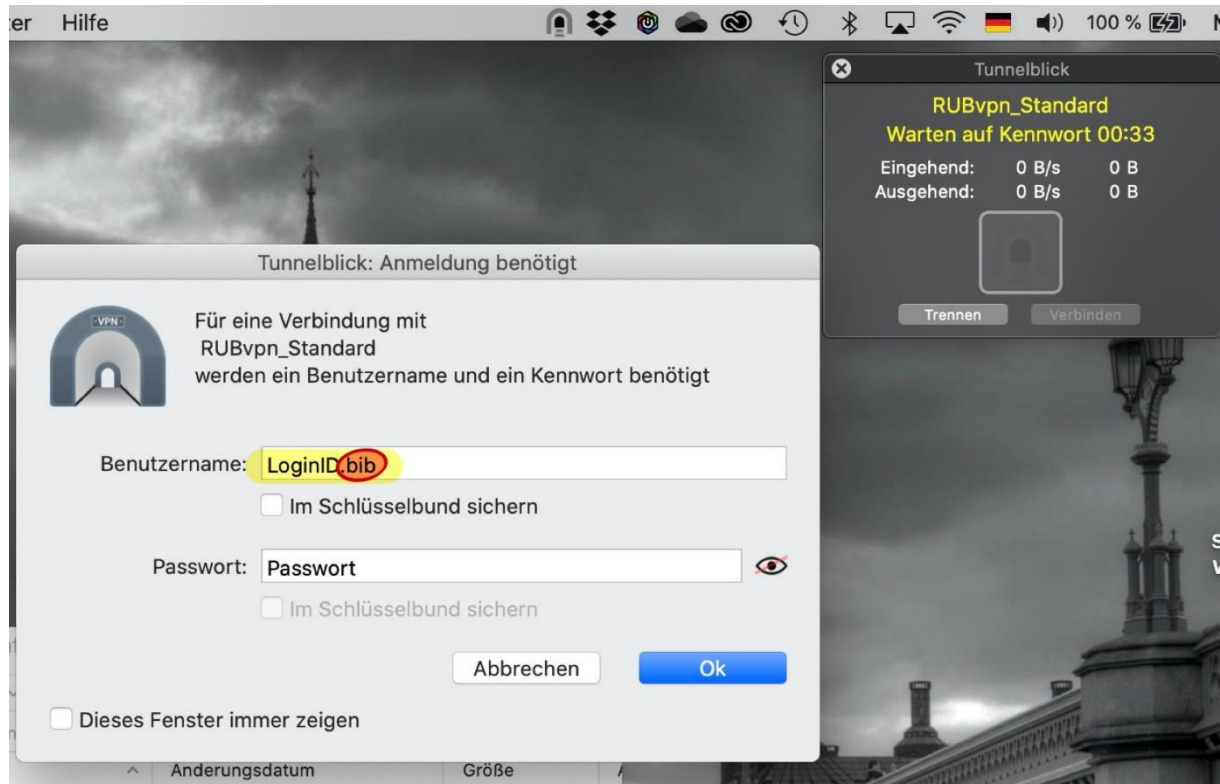 Hilfe
100 %
Tunnelblick
RUBvpn_Standard
Warten auf Kennwort 00:33
Eingehend: 0 B/s 0 B
Ausgehend: 0 B/s 0 B
Trennen Verbinden
Tunnelblick: Anmeldung benötigt
VPN
Für eine Verbindung mit
RUBvpn_Standard
werden ein Benutzername und ein Kennwort benötigt
Benutzername: LoginID.bib
Im Schlüsselbund sichern
Passwort: Passwort
Im Schlüsselbund sichern
Abbrechen Ok
Dieses Fenster immer zeigen
Änderungsdatum Größe